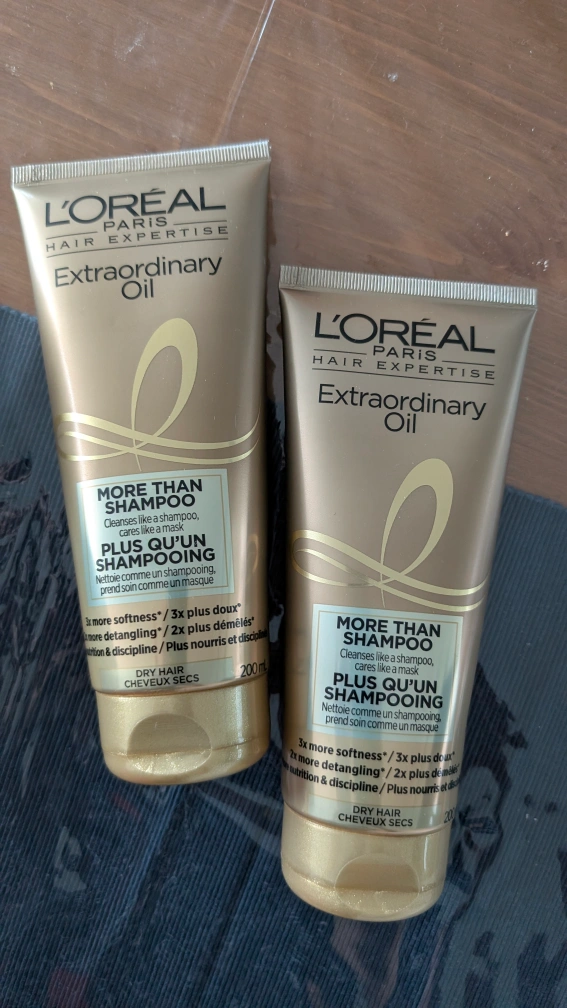 L'ORÉAL
PARIS
HAIR EXPERTISE
Extraordinary
Oil
MORE THAN
SHAMPOO
Cleanses like a shampoo,
cares like a mask
PLUS QU'UN
SHAMPOOING
Nettoie comme un shampooing,
prend soin comme un masque
3x more softness* / 3x plus doux*
more detangling* / 2x plus démêlés*
& discipline / Plus nourris et
DRY HAIR
CHEVEUX SECS
200
L'ORÉAL
PARIS
HAIR EXPERTISE
Extraordinary
Oil
MORE THAN
SHAMPOO
Cleanses like a shampoo,
cares like a mask
PLUS QU'UN
SHAMPOOING
Nettoie comme un shampooing,
prend soin comme un masque
3x more softness* / 3x plus doux*
2x more detangling* / 2x plus démêlés*
nutrition & discipline / Plus nourris et
DRY HAIR
CHEVEUX SECS